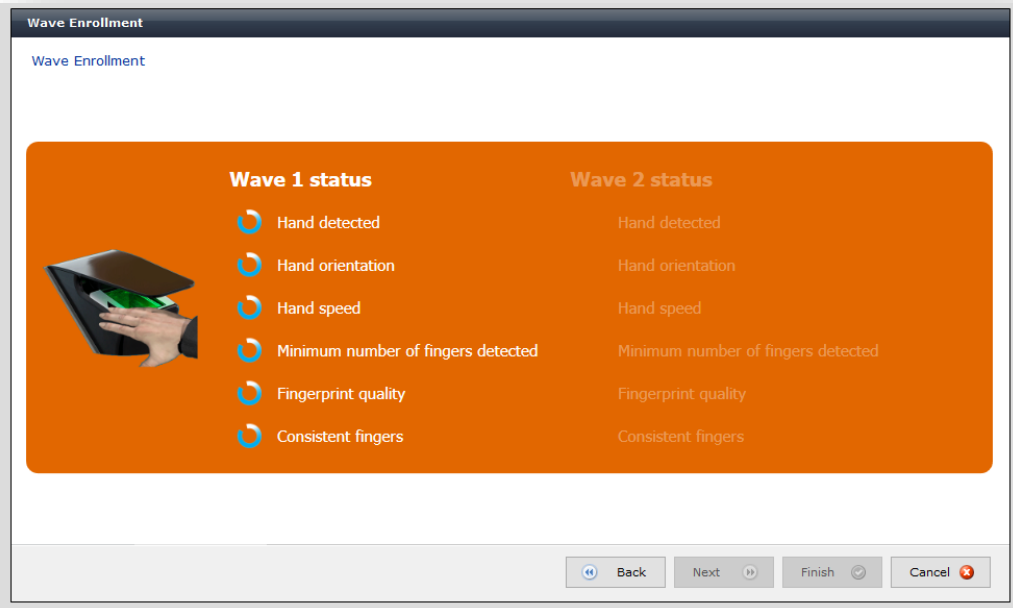 Wave Enrollment
Wave Enrollment
Wave 1 status
Hand detected
Hand orientation
Hand speed
Minimum number of fingers detected
Fingerprint quality
Consistent fingers
Wave 2 status
Hand detected
Hand orientation
Hand speed
Minimum number of fingers detected
Fingerprint quality
Consistent fingers
Back
Next
Finish
Cancel